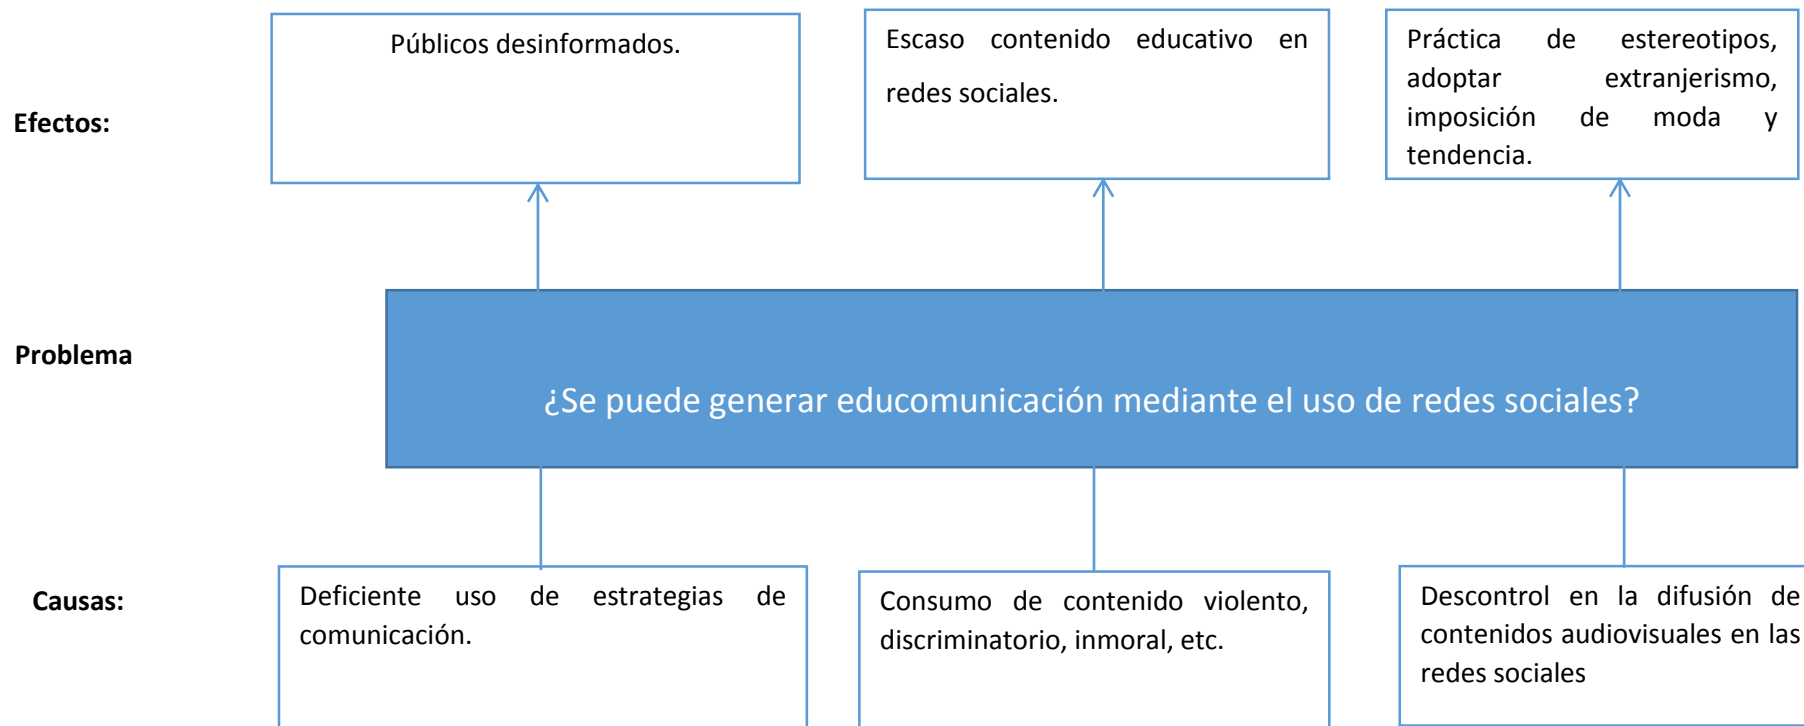 Efectos:
Públicos desinformados.
Escaso contenido educativo en
redes sociales.
Práctica de estereotipos,
adoptar extranjerismo,
imposición de moda y
tendencia.
Problema
¿Se puede generar educomunicación mediante el uso de redes sociales?
Causas:
Deficiente uso de estrategias de
comunicación.
Consumo de contenido violento,
discriminatorio, inmoral, etc.
Descontrol en la difusión de
contenidos audiovisuales en las
redes sociales